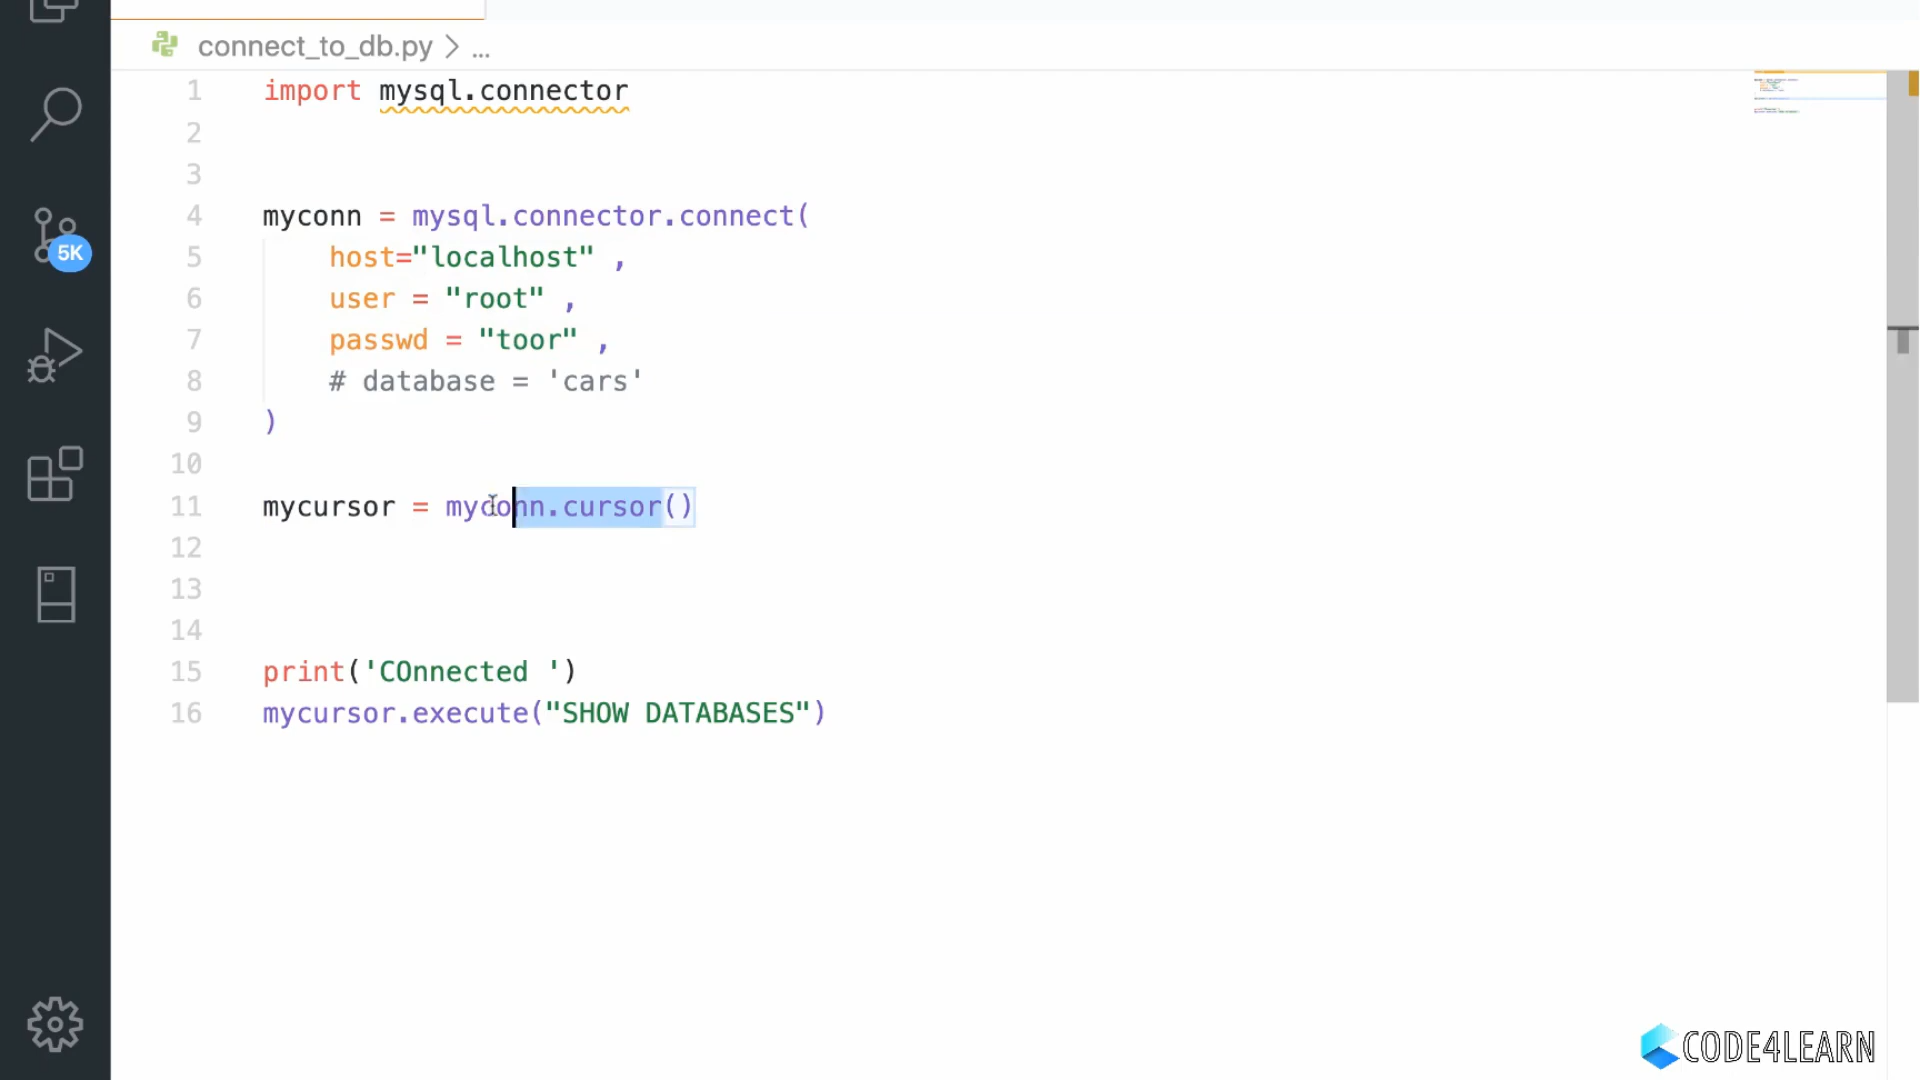 connect_to_db.py > ...
1 import mysql.connector
2
3
4 myconn = mysql.connector.connect(
5 host="localhost" ,
6 user = "root" ,
7 passwd = "toor" ,
8 # database = 'cars'
9 )
10
11 mycursor = myconn.cursor()
12
13
14
15 print('COnnected ')
16 mycursor.execute("SHOW DATABASES")
5K
CODE4LEARN